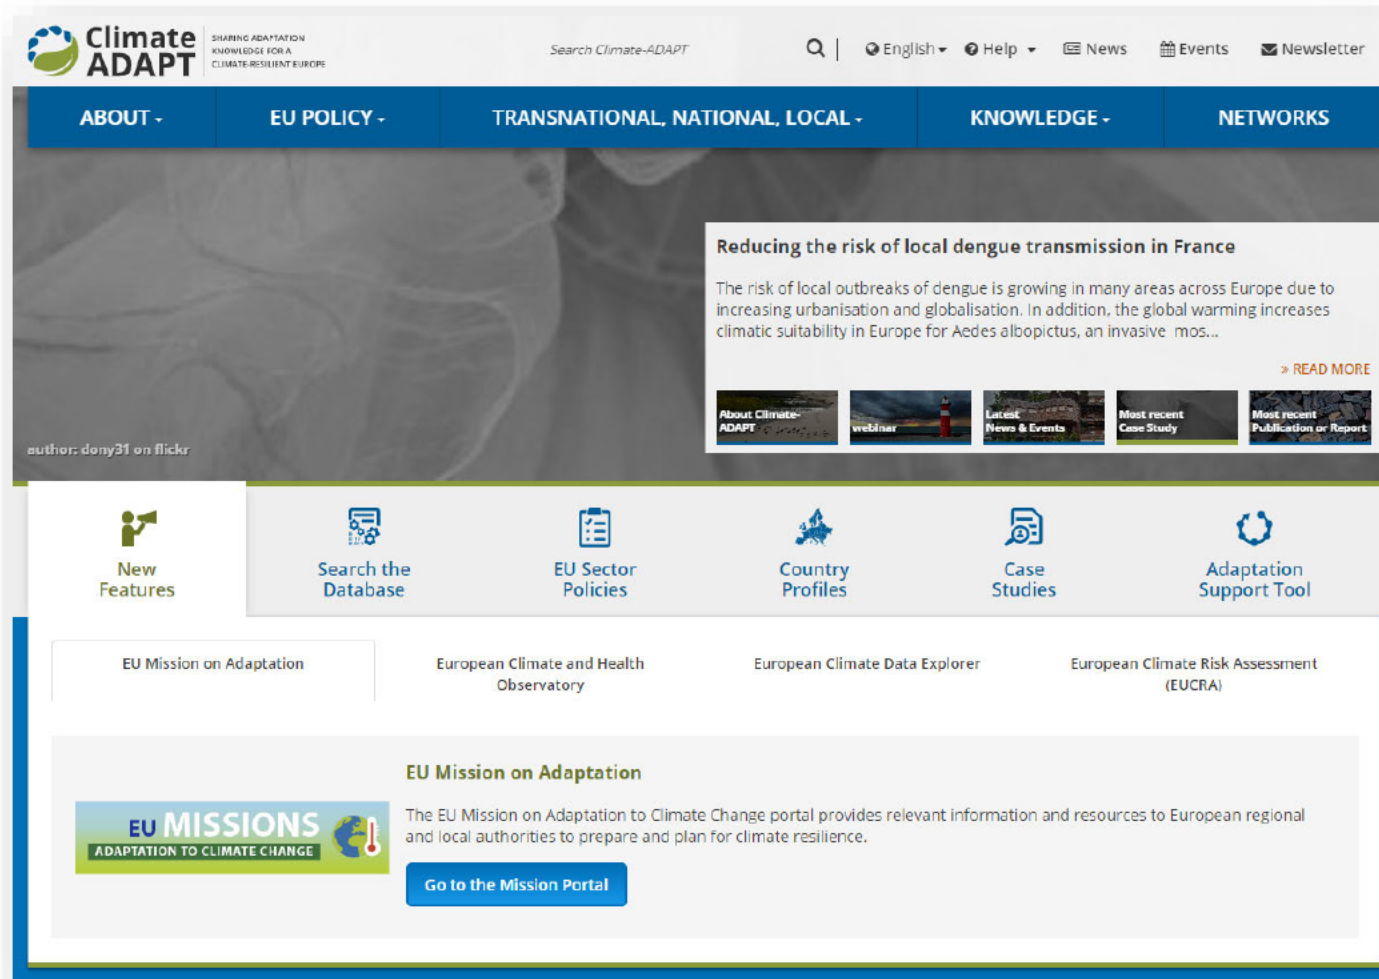 Climate
ADAPT
SHARING ADAPTATION
KNOWLEDGE FOR A
CLIMATE-RESILIENT EUROPE
Search Climate-ADAPT
English
Help
News
Events
Newsletter
ABOUT
EU POLICY
TRANSNATIONAL, NATIONAL, LOCAL
KNOWLEDGE
NETWORKS
Reducing the risk of local dengue transmission in France
The risk of local outbreaks of dengue is growing in many areas across Europe due to
increasing urbanisation and globalisation. In addition, the global warming increases
climatic suitability in Europe for Aedes albopictus, an invasive mos...
» READ MORE
About Climate-
ADAPT
webinar
Latest
News & Events
Most recent
Case Study
Most recent
Publication or Report
author: dony31 on flickr
New
Features
Search the
Database
EU Sector
Policies
Country
Profiles
Case
Studies
Adaptation
Support Tool
EU Mission on Adaptation
European Climate and Health
Observatory
European Climate Data Explorer
European Climate Risk Assessment
(EUCRA)
EU MISSIONS
ADAPTATION TO CLIMATE CHANGE
EU Mission on Adaptation
The EU Mission on Adaptation to Climate Change portal provides relevant information and resources to European regional
and local authorities to prepare and plan for climate resilience.
Go to the Mission Portal